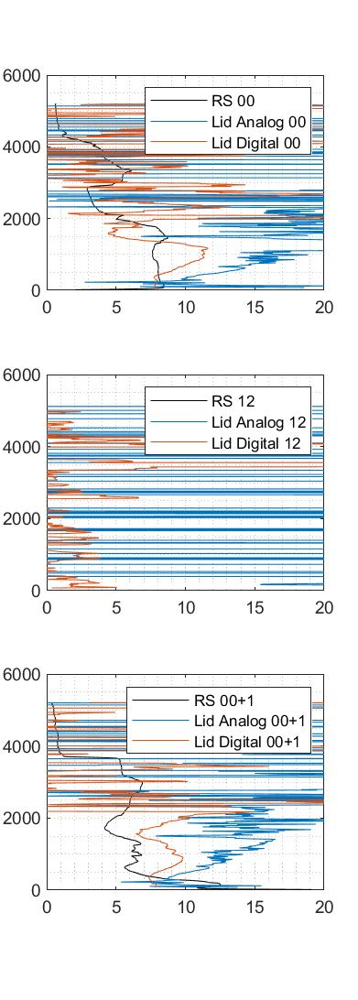 6000
4000
2000
0
RS 00
Lid Analog 00
Lid Digital 00
0 5 10 15 20
6000
4000
2000
0
RS 12
Lid Analog 12
Lid Digital 12
0 5 10 15 20
6000
4000
2000
0
RS 00+1
Lid Analog 00+1
Lid Digital 00+1
0 5 10 15 20